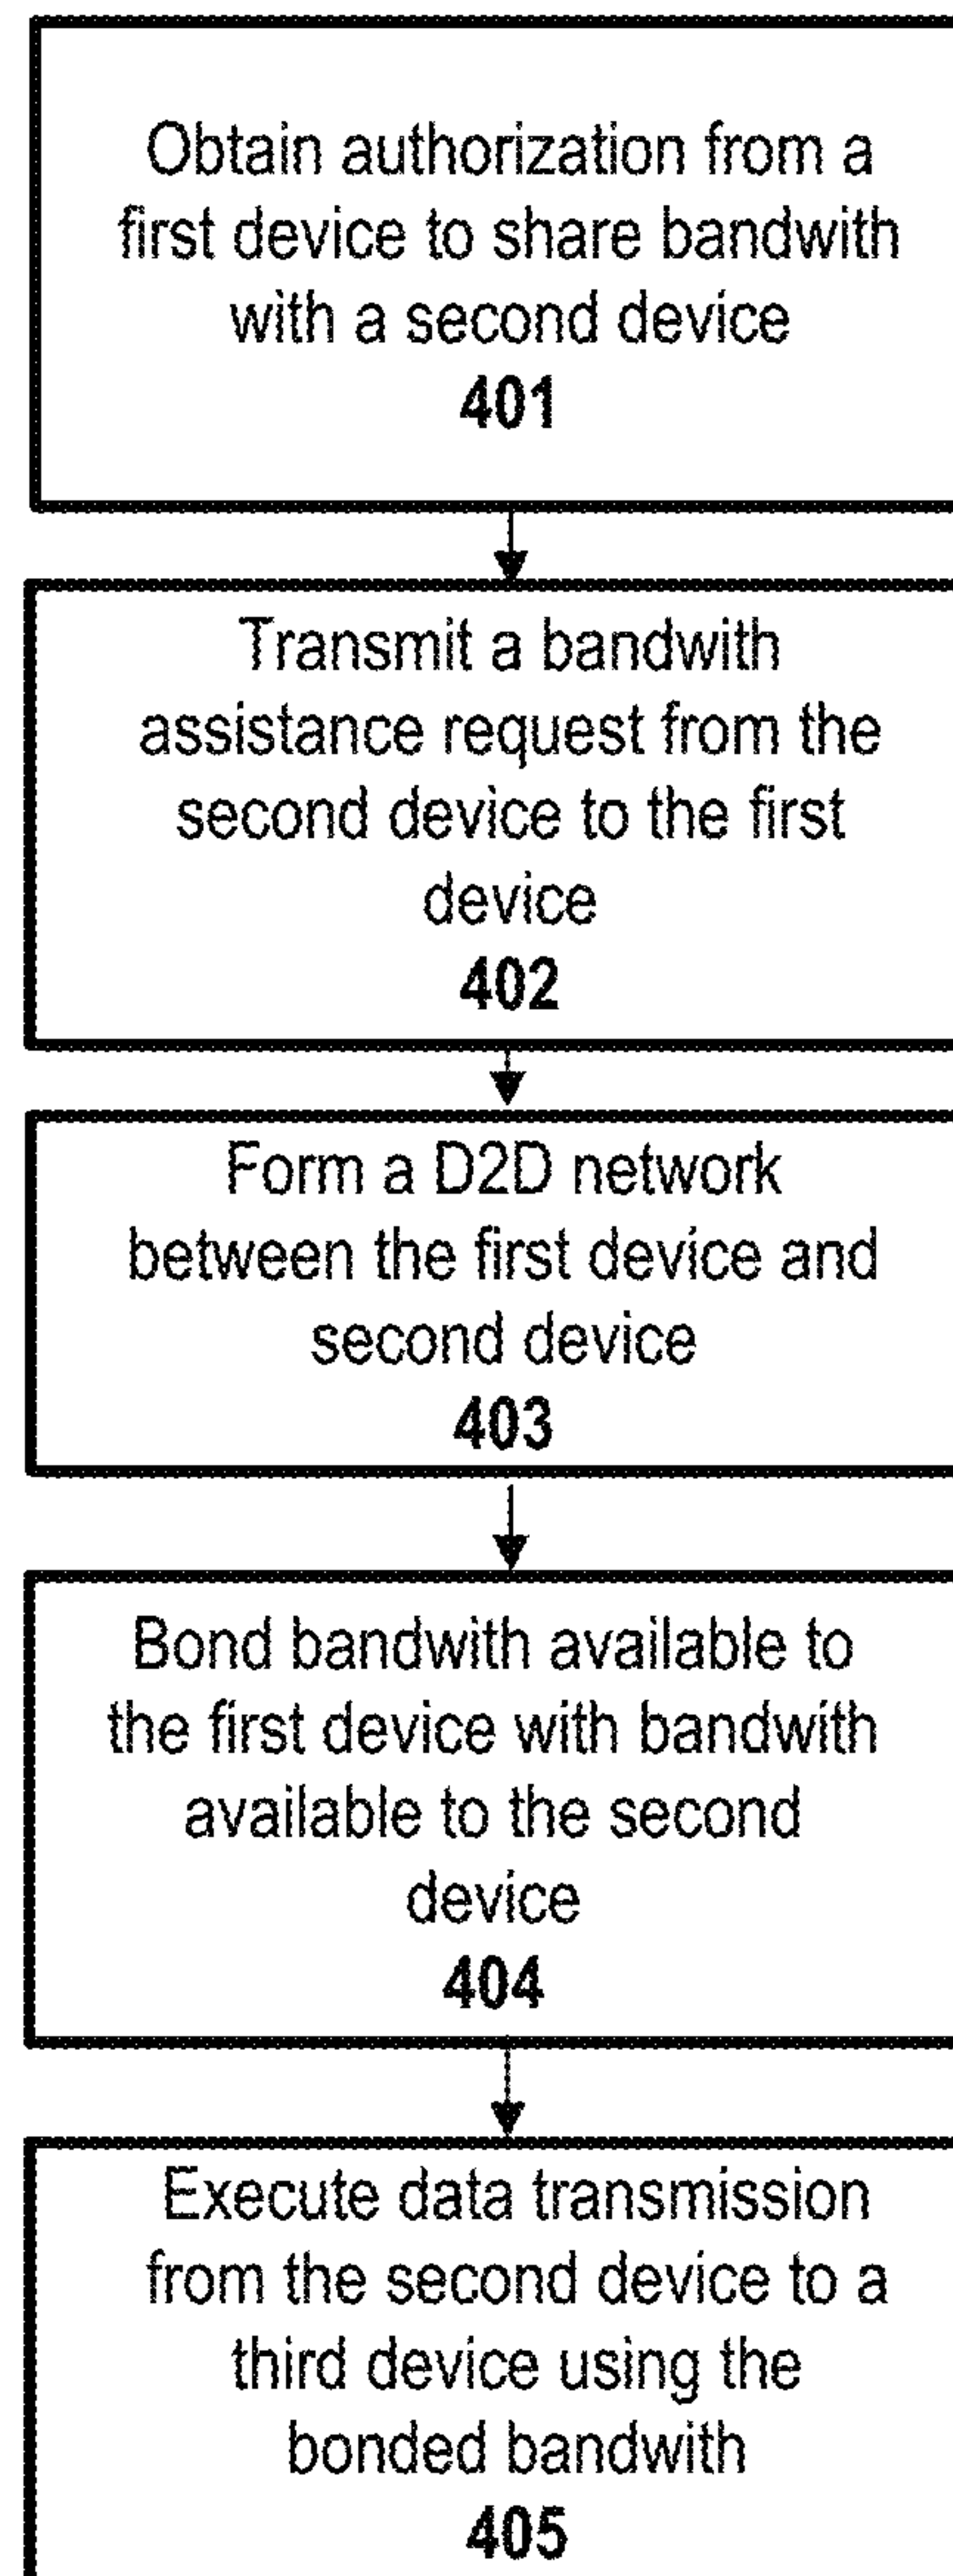 Obtain authorization from a
first device to share bandwith
with a second device
401
Transmit a bandwith
assistance request from the
second device to the first
device
402
Form a D2D network
between the first device and
second device
403
Bond bandwith available to
the first device with bandwith
available to the second
device
404
Execute data transmission
from the second device to a
third device using the
bonded bandwith
405